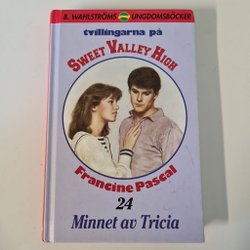 B. WAHLSTRÖMS UNGDOMSBÖCKER
tvillingarna på
SWEET VALLEY HIGH
Francine Pascal
24
Minnet av Tricia